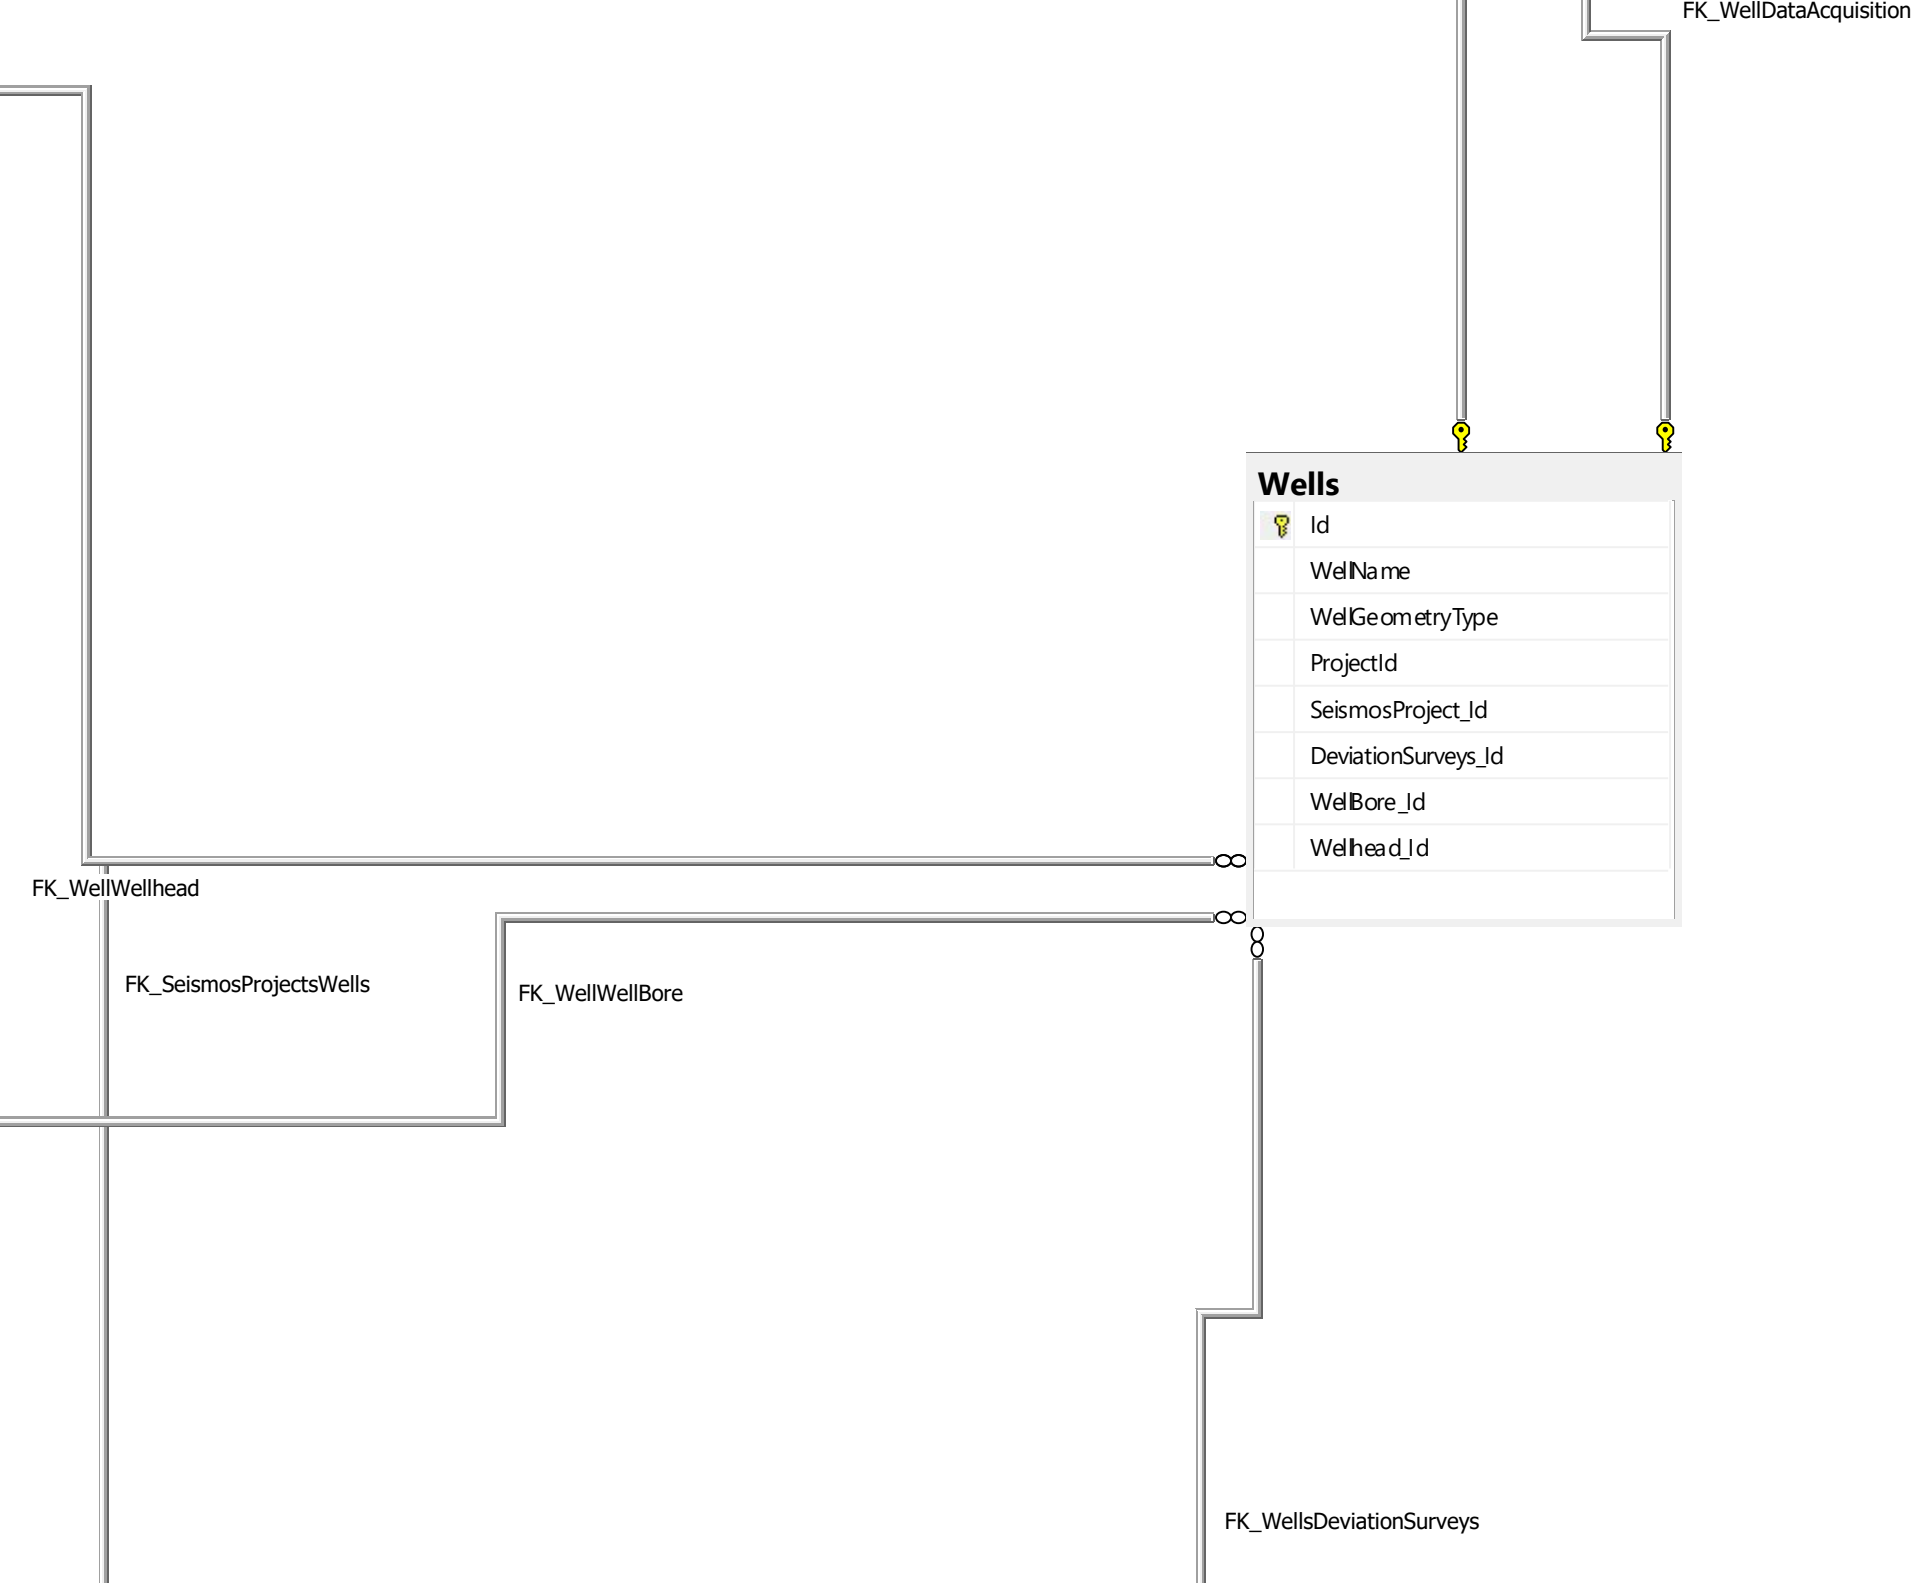 FK_WellDataAcquisition
Wells
Id
WellName
WellGeometryType
ProjectId
SeismosProject_Id
DeviationSurveys_Id
WellBore_Id
Wellhead_Id
FK_WellWellhead
FK_SeismosProjectsWells
FK_WellWellBore
FK_WellsDeviationSurveys